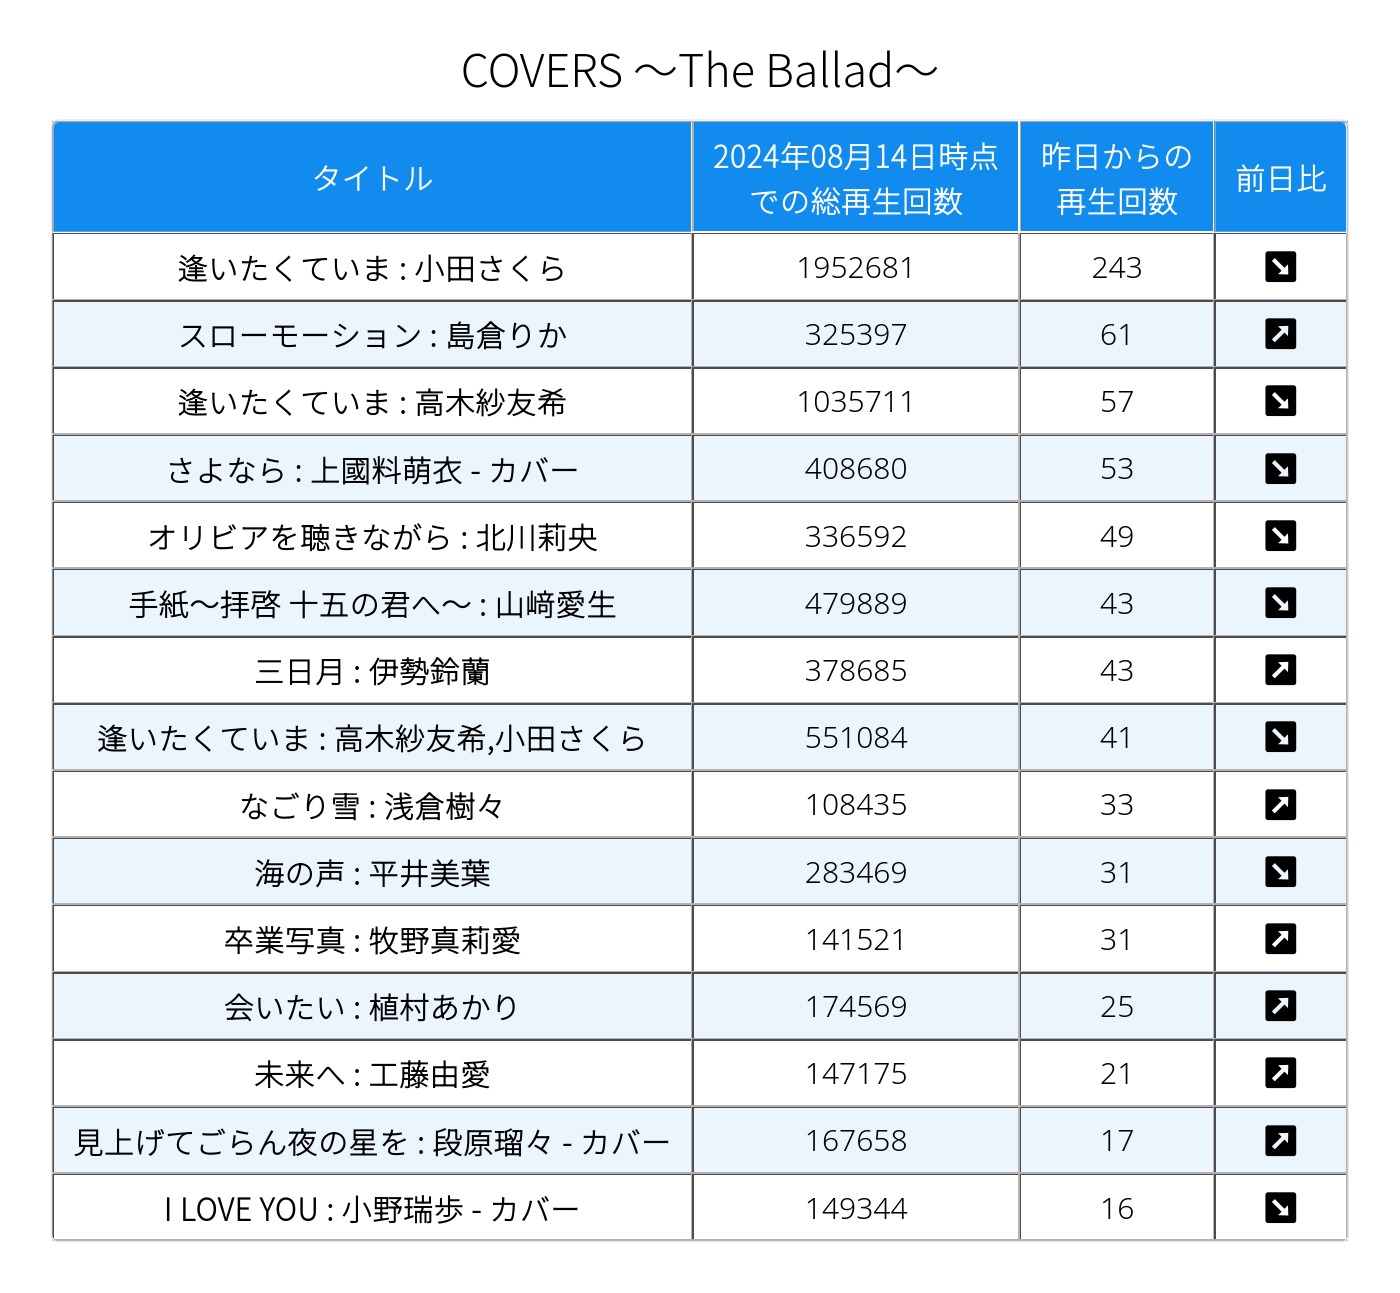 COVERS ～The Ballad～
タイトル
2024年08月14日時点
での総再生回数
昨日からの
再生回数
前日比
逢いたくていま : 小田さくら 1952681 243
スローモーション : 島倉りか 325397 61
逢いたくていま : 高木紗友希 1035711 57
さよなら : 上國料萌衣 - カバー 408680 53
オリビアを聴きながら : 北川莉央 336592 49
手紙～拝啓 十五の君へ～ : 山﨑愛生 479889 43
三日月 : 伊勢鈴蘭 378685 43
逢いたくていま : 高木紗友希,小田さくら 551084 41
なごり雪 : 浅倉樹々 108435 33
海の声 : 平井美葉 283469 31
卒業写真 : 牧野真莉愛 141521 31
会いたい : 植村あかり 174569 25
未来へ : 工藤由愛 147175 21
見上げてごらん夜の星を : 段原瑠々 - カバー 167658 17
I LOVE YOU : 小野瑞歩 - カバー 149344 16